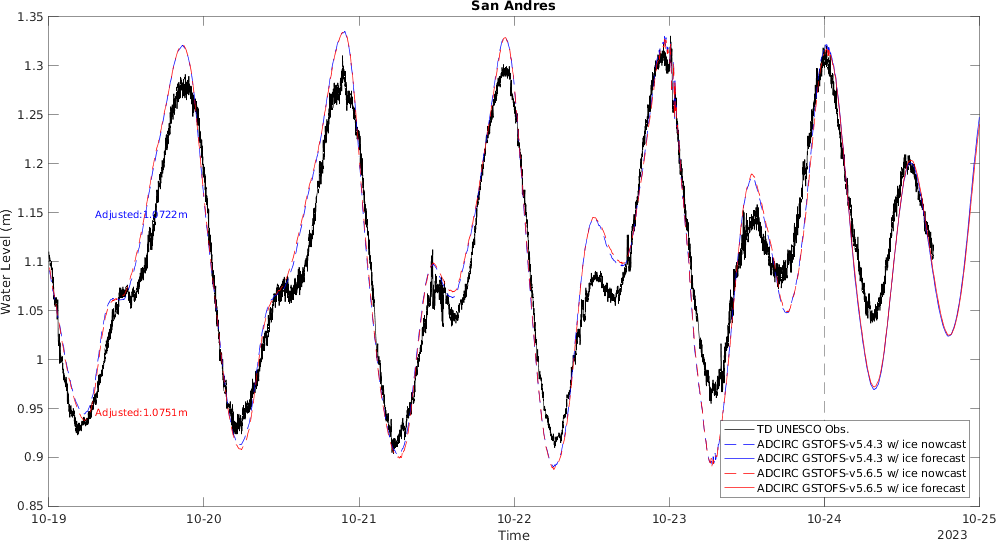 San Andres
1.35
1.3
1.25
1.2
1.15
1.1
1.05
1
0.95
0.9
0.85
Water Level (m)
Adjusted:1.0722m
Adjusted:1.0751m
TD UNESCO Obs.
ADCIRC GSTOFS-v5.4.3 w/ ice nowcast
ADCIRC GSTOFS-v5.4.3 w/ ice forecast
ADCIRC GSTOFS-v5.6.5 w/ ice nowcast
ADCIRC GSTOFS-v5.6.5 w/ ice forecast
10-19 10-20 10-21 10-22 10-23 10-24 10-25
Time
2023